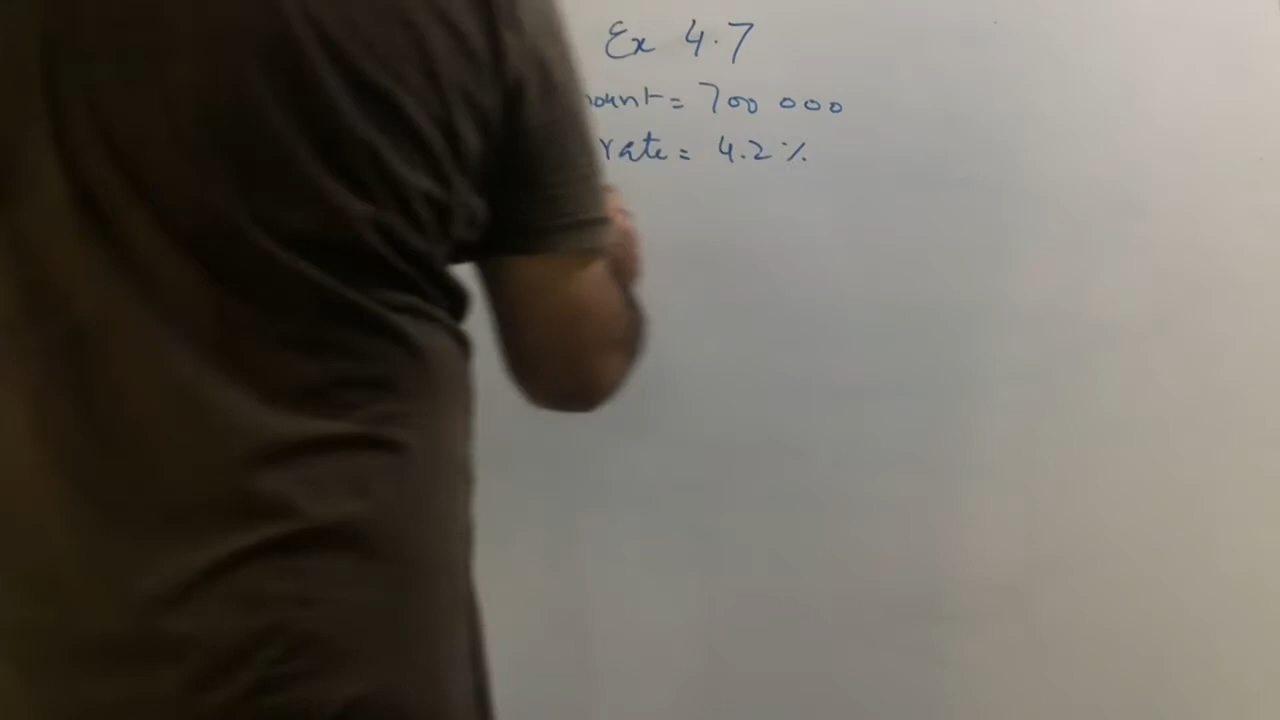 Ex 4.7
ount = 700 000
rate = 4.2%